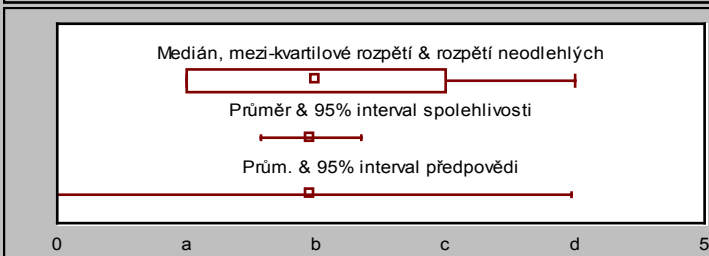 Medián, mezi-kvartilové rozpětí & rozpětí neodlehlých
Průměr & 95% interval spolehlivosti
Prům. & 95% interval předpovědi
0 a b c d 5